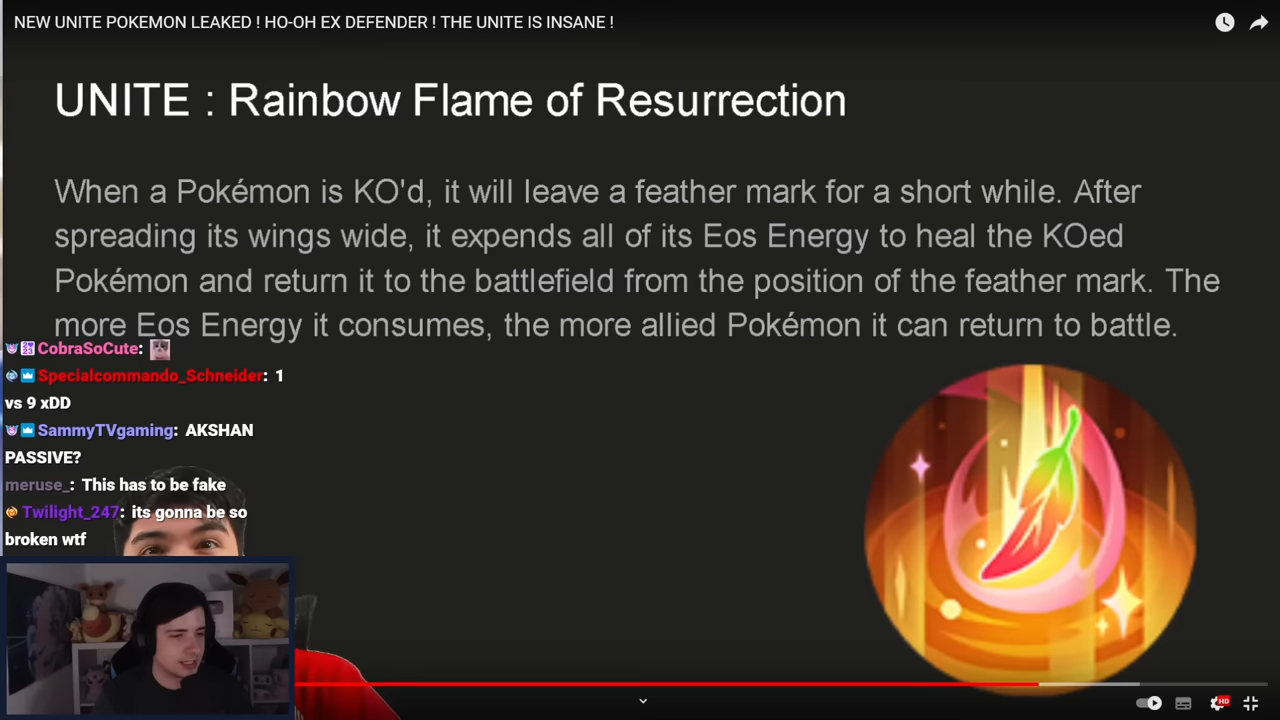 NEW UNITE POKEMON LEAKED ! HO-OH EX DEFENDER ! THE UNITE IS INSANE !
UNITE : Rainbow Flame of Resurrection
When a Pokémon is KO'd, it will leave a feather mark for a short while. After
spreading its wings wide, it expends all of its Eos Energy to heal the KOed
Pokémon and return it to the battlefield from the position of the feather mark. The
more Eos Energy it consumes, the more allied Pokémon it can return to battle.
CobraSoCute:
Specialcommando_Schneider: 1
vs 9 xDD
SammyTVgaming: AKSHAN
PASSIVE?
meruse_: This has to be fake
Twilight_247: its gonna be so
broken wtf
HD